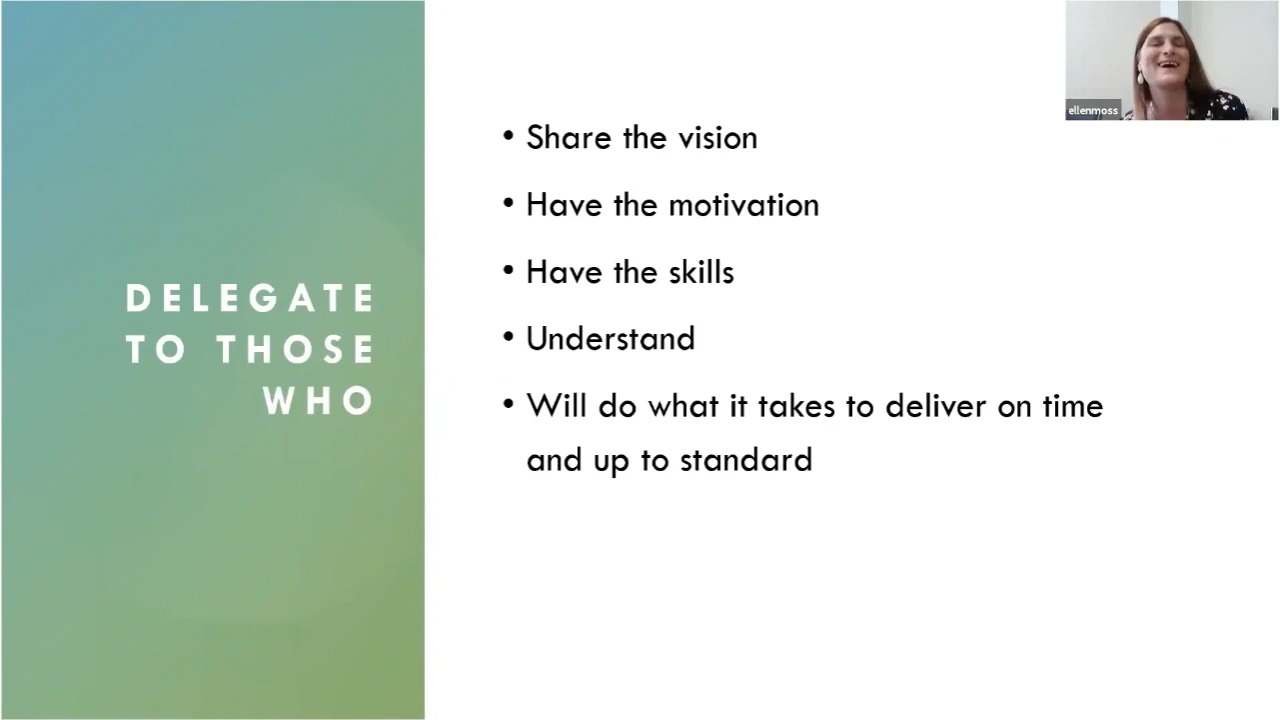 DELEGATE
TO THOSE
WHO
• Share the vision
• Have the motivation
• Have the skills
• Understand
• Will do what it takes to deliver on time
and up to standard
ellenmoss